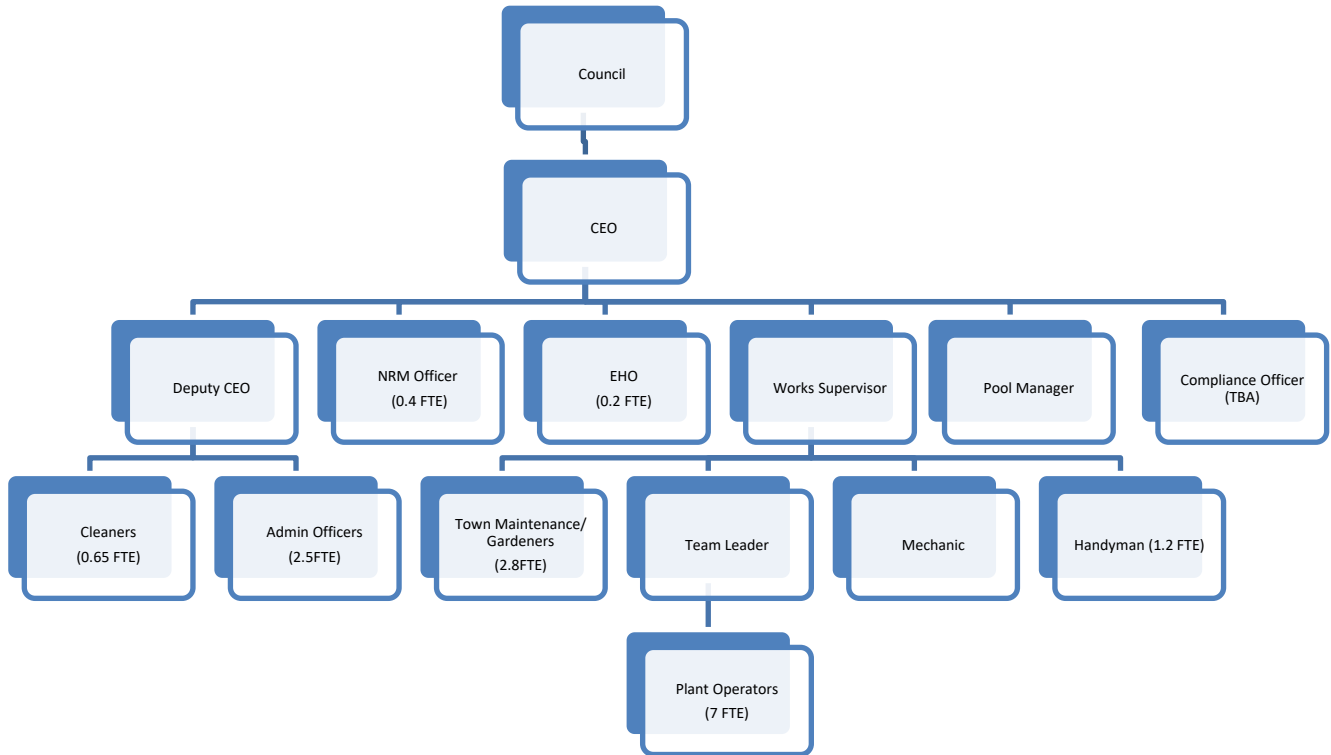 Council
CEO
Deputy CEO
NRM Officer
(0.4 FTE)
EHO
(0.2 FTE)
Works Supervisor
Pool Manager
Compliance Officer
(TBA)
Cleaners
(0.65 FTE)
Admin Officers
(2.5FTE)
Town Maintenance/
Gardeners
(2.8FTE)
Team Leader
Mechanic
Handyman (1.2 FTE)
Plant Operators
(7 FTE)